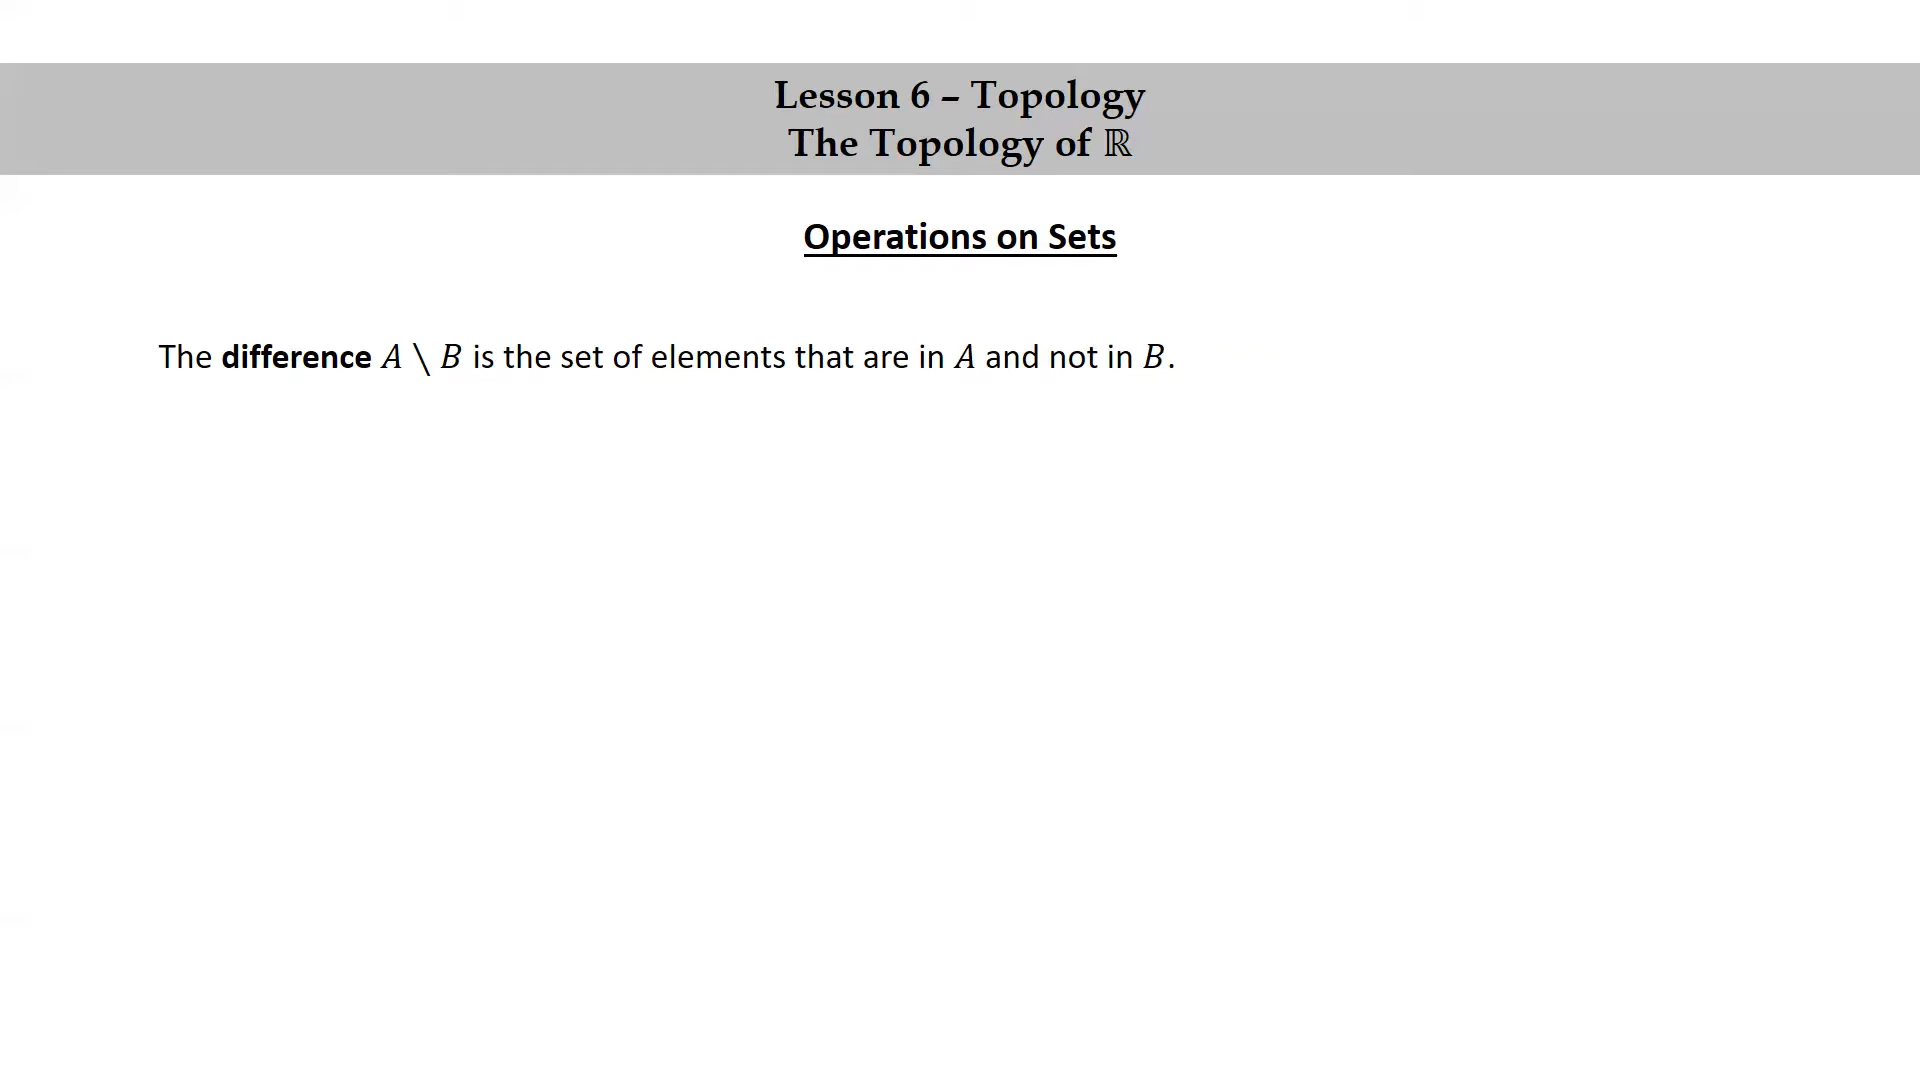 Lesson 6 – Topology
The Topology of ℝ
Operations on Sets
The difference A ∖ B is the set of elements that are in A and not in B.